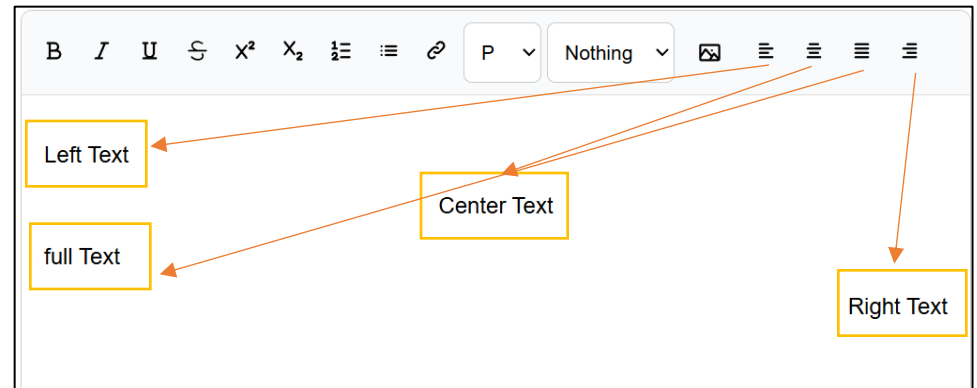 B I U S X² X₂ P Nothing
Left Text
Center Text
full Text
Right Text